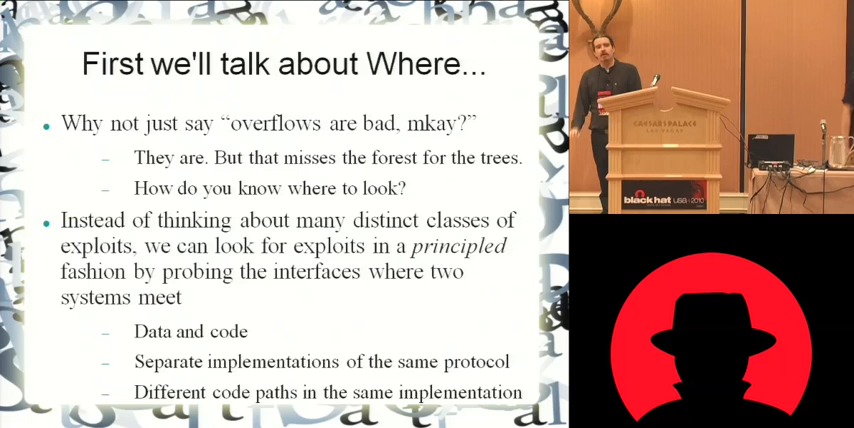 First we'll talk about Where...
• Why not just say “overflows are bad, mkay?”
– They are. But that misses the forest for the trees.
– How do you know where to look?
• Instead of thinking about many distinct classes of
exploits, we can look for exploits in a principled
fashion by probing the interfaces where two
systems meet
– Data and code
– Separate implementations of the same protocol
– Different code paths in the same implementation
CAESARS PALACE
LAS VEGAS
black hat USA + 2010